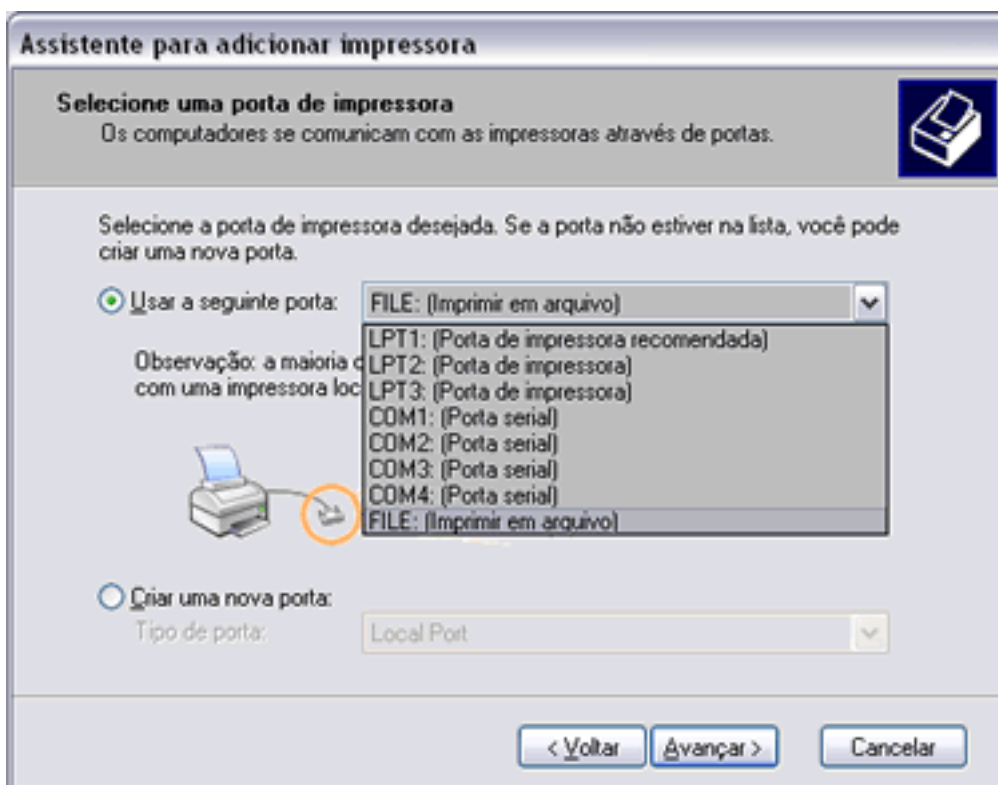 Assistente para adicionar impressora
Selecione uma porta de impressora
Os computadores se comunicam com as impressoras através de portas.
Selecione a porta de impressora desejada. Se a porta não estiver na lista, você pode
criar uma nova porta.
Usar a seguinte porta: FILE: (Imprimir em arquivo)
LPT1: (Porta de impressora recomendada)
Observação: a maioria
LPT2: (Porta de impressora)
com uma impressora
LPT3: (Porta de impressora)
COM1: (Porta serial)
COM2: (Porta serial)
COM3: (Porta serial)
COM4: (Porta serial)
FILE: (Imprimir em arquivo)
Criar uma nova porta:
Tipo de porta: Local Port
< Voltar Avançar > Cancelar